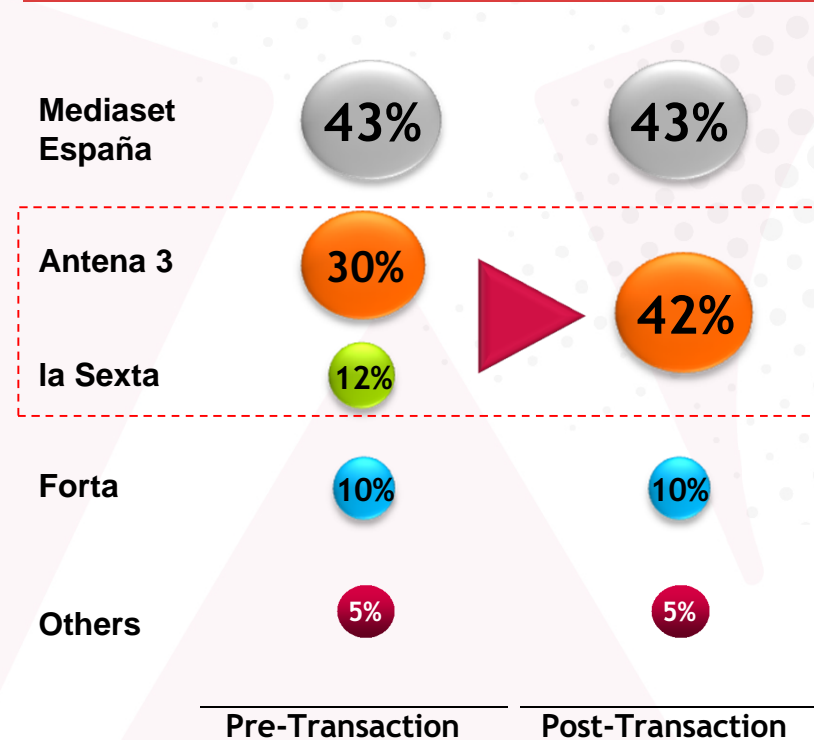 Mediaset
España
43%
43%
Antena 3
30%
42%
la Sexta
12%
Forta
10%
10%
Others
5%
5%
Pre-Transaction
Post-Transaction